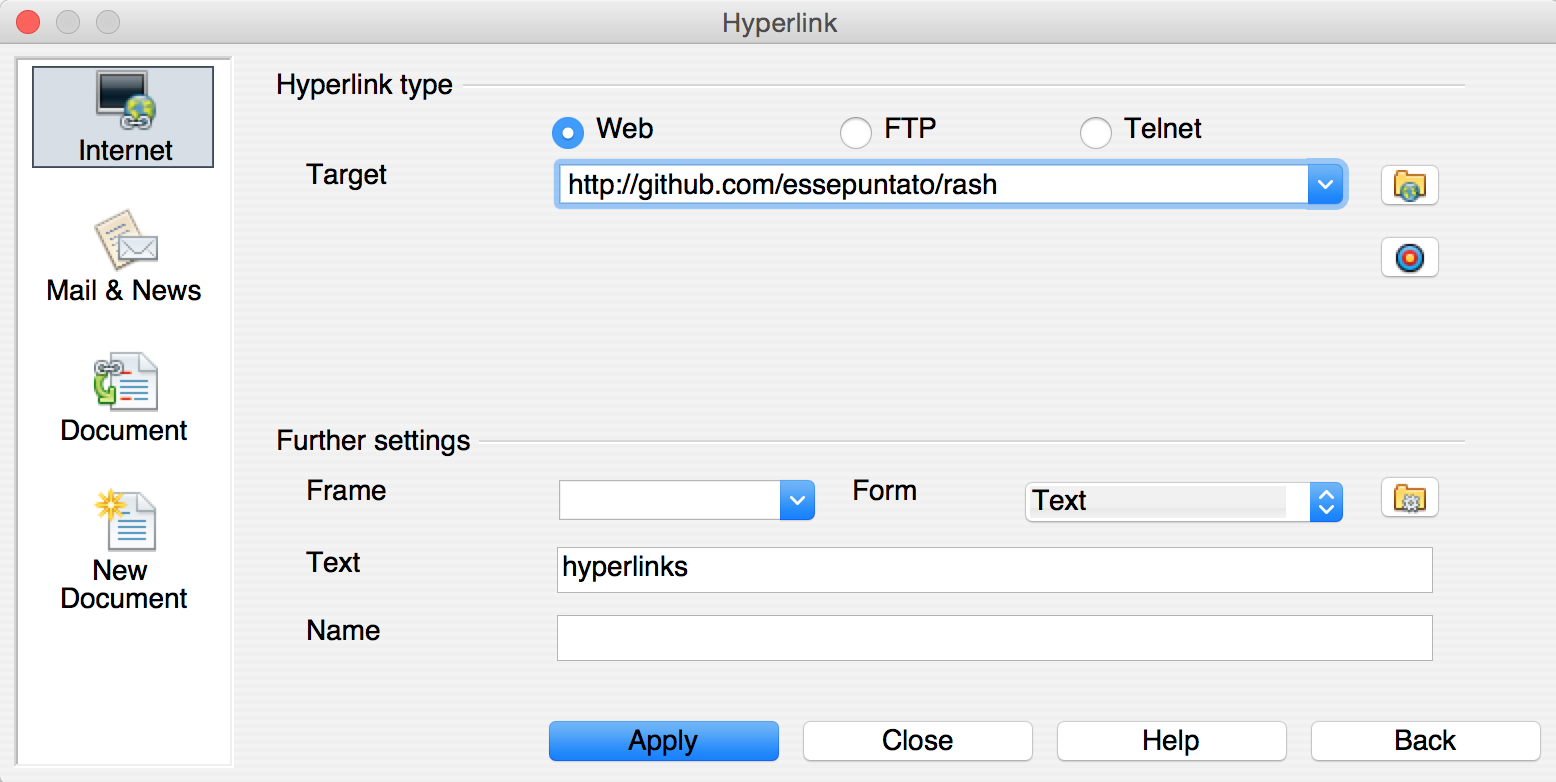 Hyperlink
Internet
Mail & News
Document
New
Document
Hyperlink type
Web FTP Telnet
Target http://github.com/essepuntato/rash
Further settings
Frame Form Text
Text hyperlinks
Name
Apply Close Help Back